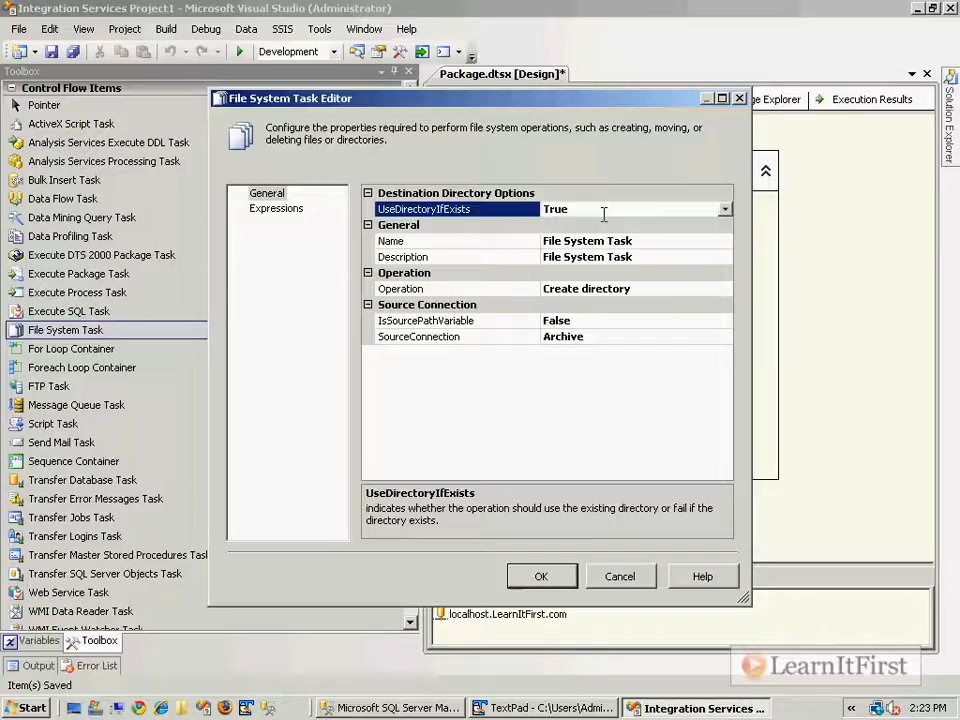 Integration Services Project1 - Microsoft Visual Studio (Administrator)
File Edit View Project Build Debug Data SSIS Tools Window Help
Development
Toolbox
Package.dtsx [Design]*
Control Flow Items
Pointer
ActiveX Script Task
Analysis Services Execute DDL Task
Analysis Services Processing Task
Bulk Insert Task
Data Flow Task
Data Mining Query Task
Data Profiling Task
Execute DTS 2000 Package Task
Execute Package Task
Execute Process Task
Execute SQL Task
File System Task
For Loop Container
Foreach Loop Container
FTP Task
Message Queue Task
Script Task
Send Mail Task
Sequence Container
Transfer Database Task
Transfer Error Messages Task
Transfer Jobs Task
Transfer Logins Task
Transfer Master Stored Procedures Task
Transfer SQL Server Objects Task
Web Service Task
WMI Data Reader Task
WMI Event Watcher Task
File System Task Editor
Configure the properties required to perform file system operations, such as creating, moving, or
deleting files or directories.
General
Expressions
Destination Directory Options
UseDirectoryIfExists True
General
Name File System Task
Description File System Task
Operation
Operation Create directory
Source Connection
IsSourcePathVariable False
SourceConnection Archive
UseDirectoryIfExists
indicates whether the operation should use the existing directory or fail if the
directory exists.
OK Cancel Help
ge Explorer Execution Results
Solution Explorer
localhost.LearnItFirst.com
Variables Toolbox
Output Error List
Item(s) Saved
LearnItFirst
Start
Microsoft SQL Server Ma...
TextPad - C:\Users\Adm...
Integration Services ...
2:23 PM